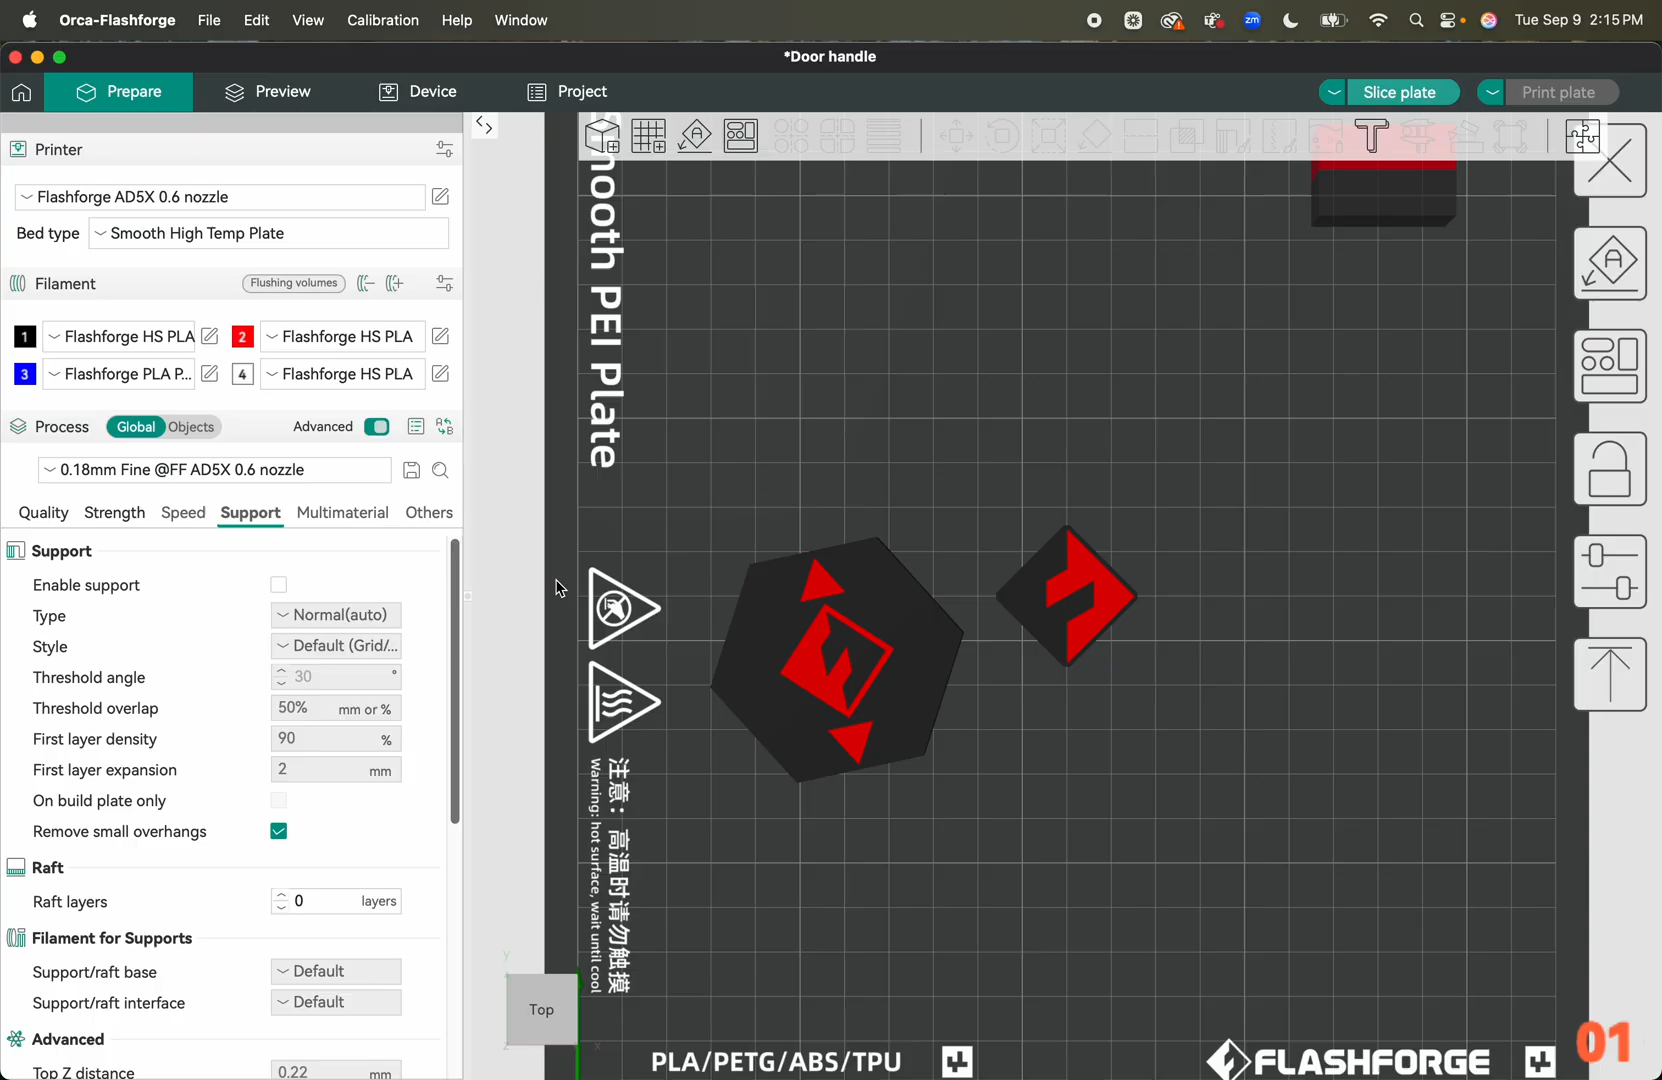 Orca-Flashforge File Edit View Calibration Help Window
zm
Tue Sep 9 2:15 PM
*Door handle
Prepare Preview Device Project
Slice plate Print plate
Printer
Flashforge AD5X 0.6 nozzle
Bed type Smooth High Temp Plate
Filament Flushing volumes
1 Flashforge HS PLA 2 Flashforge HS PLA
3 Flashforge PLA P... 4 Flashforge HS PLA
Process Global Objects Advanced
0.18mm Fine @FF AD5X 0.6 nozzle
Quality Strength Speed Support Multimaterial Others
Support
Enable support
Type Normal(auto)
Style Default (Grid/...
Threshold angle 30 °
Threshold overlap 50% mm or %
First layer density 90 %
First layer expansion 2 mm
On build plate only
Remove small overhangs
Raft
Raft layers 0 layers
Filament for Supports
Support/raft base Default
Support/raft interface Default
Advanced
Top Z distance 0.22 mm
Smooth PEI Plate
注意：高温时请勿触摸
Warning: hot surface, wait until cool
Top
y
x
z
PLA/PETG/ABS/TPU
FLASHFORGE
01